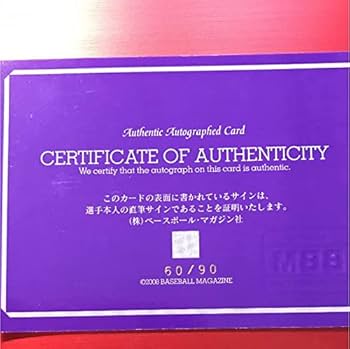 Authentic Autographed Card
CERTIFICATE OF AUTHENTICITY
We certify that the autograph on this card is authentic.
このカードの表面に書かれているサインは、
選手本人の直筆サインであることを証明いたします。
(株)ベースボール・マガジン社
60/90
©2008 BASEBALL MAGAZINE
BBM